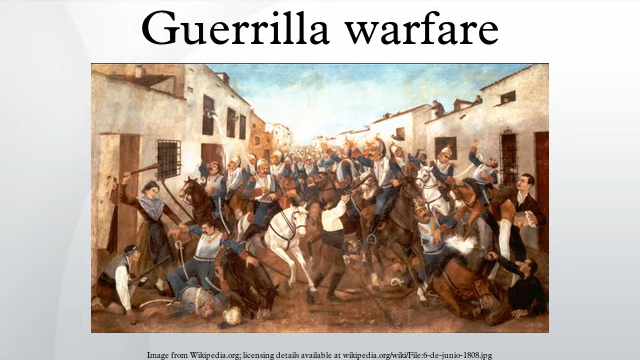 Guerrilla warfare
Image from Wikipedia.org; licensing details available at wikipedia.org/wiki/File:6-de-junio-1808.jpg